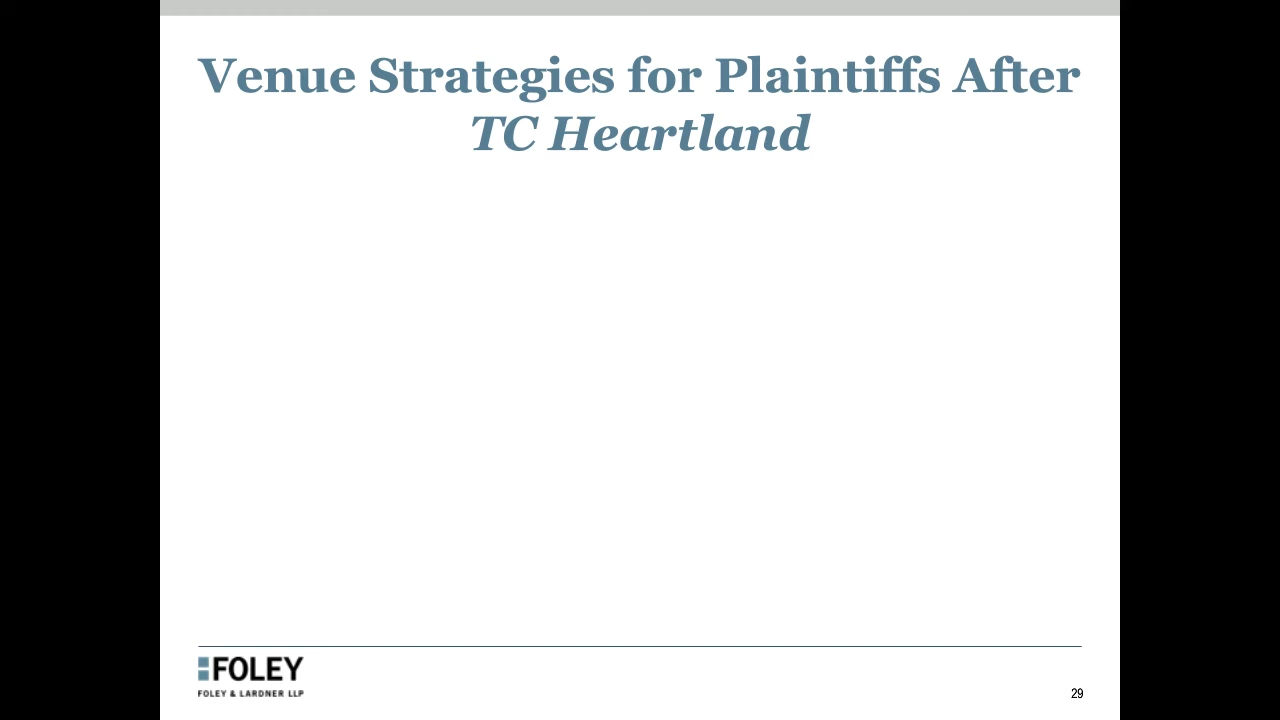 Venue Strategies for Plaintiffs After
TC Heartland
FOLEY
FOLEY & LARDNER LLP
29